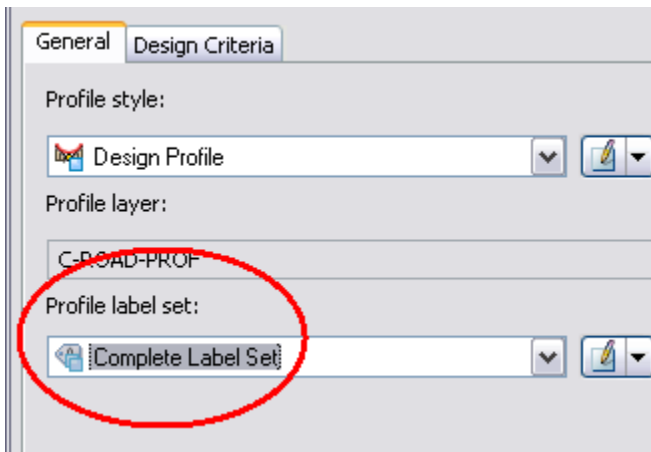 General Design Criteria
Profile style:
Design Profile
Profile layer:
C-ROAD-PROF
Profile label set:
Complete Label Set